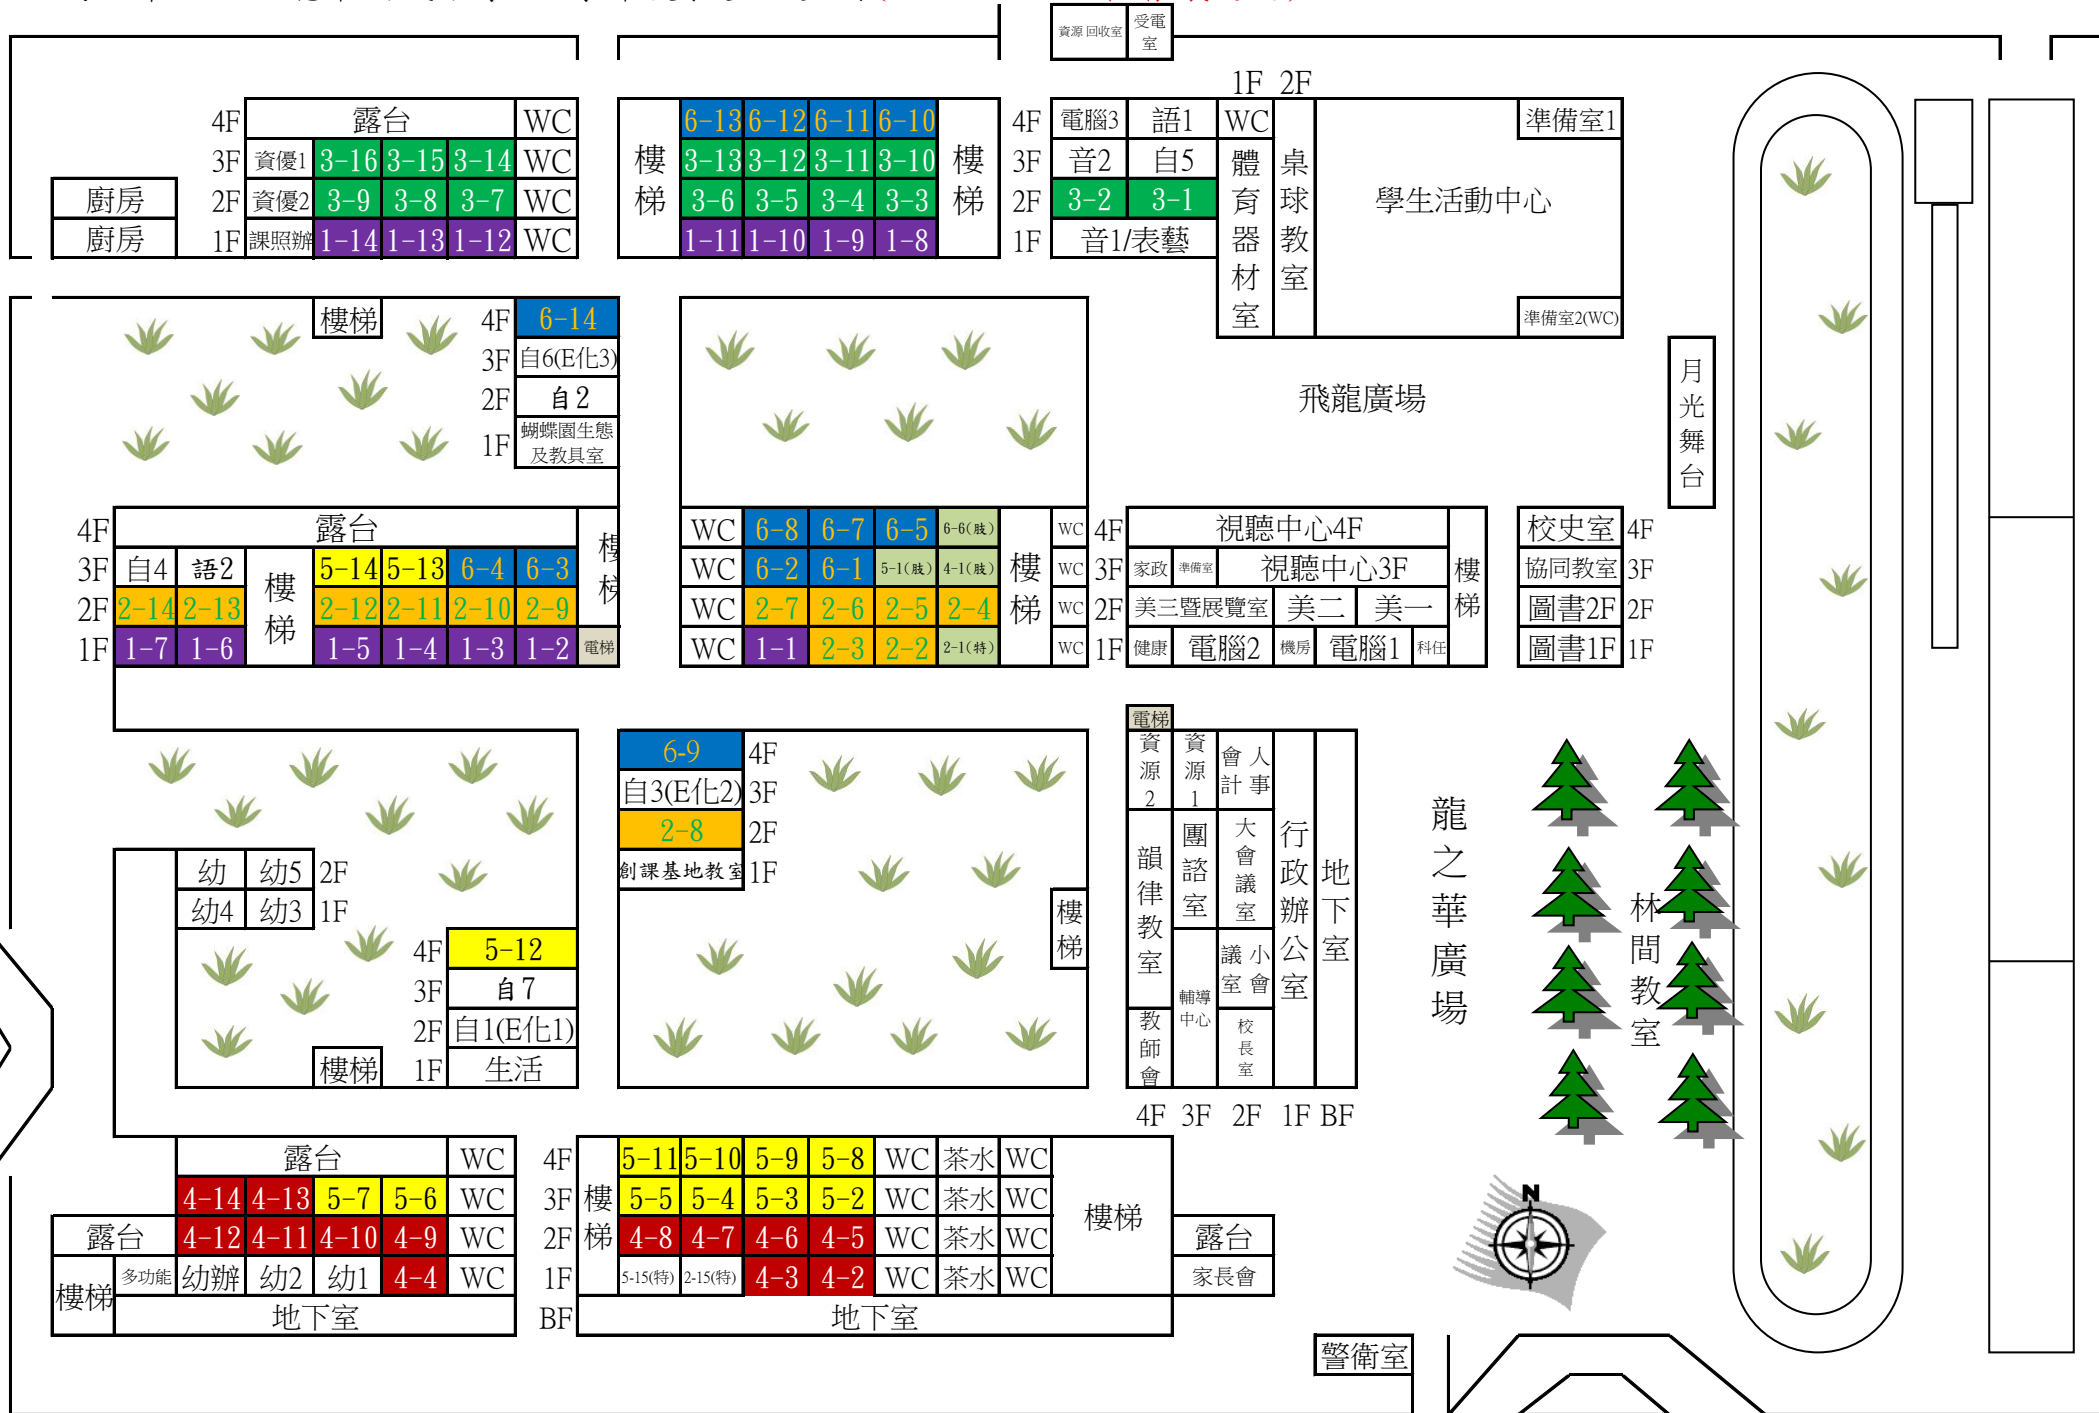 資源回收室 受電室
1F 2F
4F 露台 WC 6-13 6-12 6-11 6-10 4F 電腦3 語1 WC 準備室1
3F 資優1 3-16 3-15 3-14 WC 樓梯 3-13 3-12 3-11 3-10 樓梯 3F 音2 自5 體育器材室 桌球教室
廚房 2F 資優2 3-9 3-8 3-7 WC 3-6 3-5 3-4 3-3 2F 3-2 3-1 學生活動中心
廚房 1F 課照辦 1-14 1-13 1-12 WC 1-11 1-10 1-9 1-8 1F 音1/表藝
準備室2(WC)
樓梯 4F 6-14
3F 自6(E化3)
2F 自2
1F 蝴蝶園生態及教具室
飛龍廣場
月光舞台
4F 露台 樓梯 WC 6-8 6-7 6-5 6-6(肢) WC 4F 視聽中心4F 校史室 4F
3F 自4 語2 樓梯 5-14 5-13 6-4 6-3 WC 6-2 6-1 5-1(肢) 4-1(肢) 樓梯 WC 3F 家政 準備室 視聽中心3F 樓梯 協同教室 3F
2F 2-14 2-13 2-12 2-11 2-10 2-9 WC 2-7 2-6 2-5 2-4 WC 2F 美三暨展覽室 美二 美一 圖書2F 2F
1F 1-7 1-6 1-5 1-4 1-3 1-2 電梯 WC 1-1 2-3 2-2 2-1(特) WC 1F 健康 電腦2 機房 電腦1 科任 圖書1F 1F
6-9 4F
自3(E化2) 3F
2-8 2F
創課基地教室 1F
樓梯
幼 幼5 2F
幼4 幼3 1F
4F 5-12
3F 自7
2F 自1(E化1)
樓梯 1F 生活
電梯
資源2 資源1 會計 人事 行政辦公室 地下室
韻律教室 團諮室 大會議室
教師會 輔導中心 小會議室 校長室
4F 3F 2F 1F BF
龍之華廣場
林間教室
露台 WC 4F 樓梯 5-11 5-10 5-9 5-8 WC 茶水 WC 樓梯
4-14 4-13 5-7 5-6 WC 3F 5-5 5-4 5-3 5-2 WC 茶水 WC
露台 4-12 4-11 4-10 4-9 WC 2F 4-8 4-7 4-6 4-5 WC 茶水 WC 露台
樓梯 多功能 幼辦 幼2 幼1 4-4 WC 1F 5-15(特) 2-15(特) 4-3 4-2 WC 茶水 WC 家長會
地下室 BF 地下室
N
警衛室